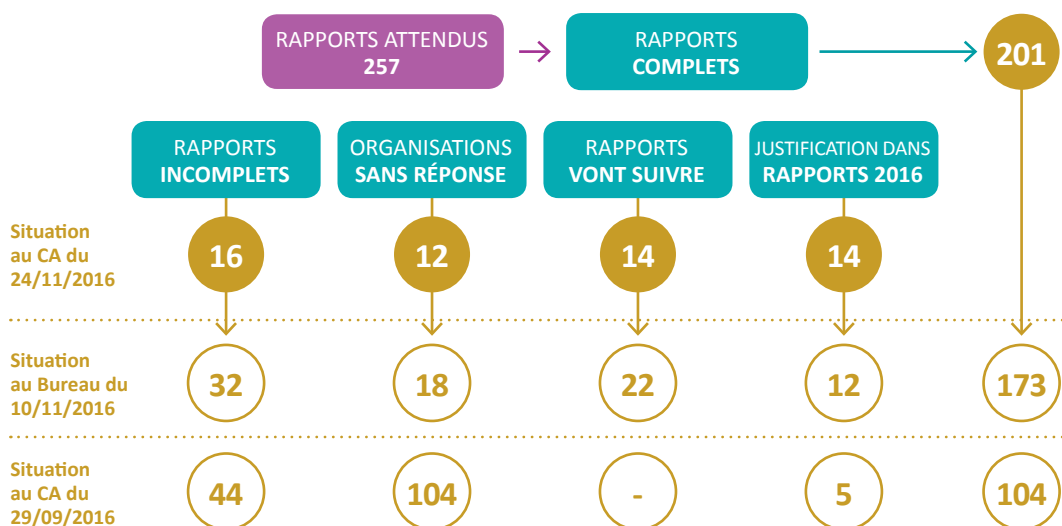 RAPPORTS ATTENDUS
257
RAPPORTS
COMPLETS
201
RAPPORTS
INCOMPLETS
ORGANISATIONS
SANS RÉPONSE
RAPPORTS
VONT SUIVRE
JUSTIFICATION DANS
RAPPORTS 2016
Situation
au CA du
24/11/2016
16
12
14
14
Situation
au Bureau du
10/11/2016
32
18
22
12
173
Situation
au CA du
29/09/2016
44
104
-
5
104